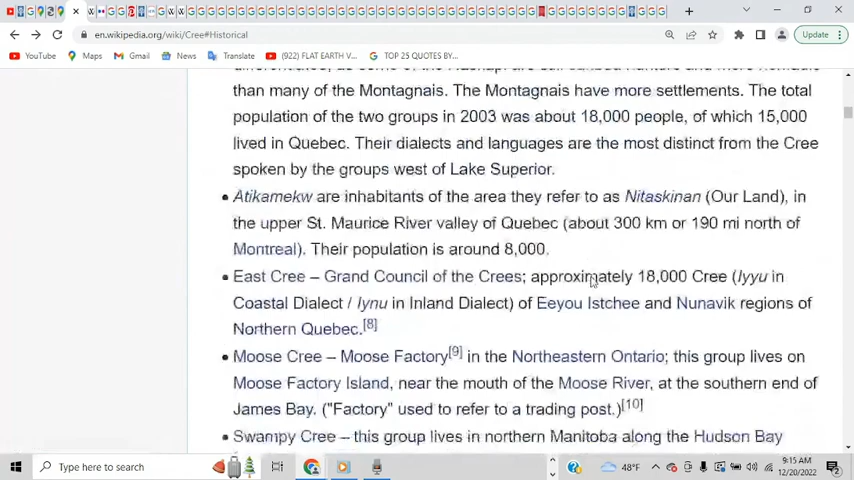 en.wikipedia.org/wiki/Cree#Historical
Update
YouTube
Maps
Gmail
News
Translate
(922) FLAT EARTH V...
TOP 25 QUOTES BY...
than many of the Montagnais. The Montagnais have more settlements. The total
population of the two groups in 2003 was about 18,000 people, of which 15,000
lived in Quebec. Their dialects and languages are the most distinct from the Cree
spoken by the groups west of Lake Superior.
Atikamekw are inhabitants of the area they refer to as Nitaskinan (Our Land), in
the upper St. Maurice River valley of Quebec (about 300 km or 190 mi north of
Montreal). Their population is around 8,000.
East Cree – Grand Council of the Crees; approximately 18,000 Cree (Iyyu in
Coastal Dialect / Iynu in Inland Dialect) of Eeyou Istchee and Nunavik regions of
Northern Quebec.[8]
Moose Cree – Moose Factory[9] in the Northeastern Ontario; this group lives on
Moose Factory Island, near the mouth of the Moose River, at the southern end of
James Bay. ("Factory" used to refer to a trading post.)[10]
Swampy Cree – this group lives in northern Manitoba along the Hudson Bay
Type here to search
48°F
9:15 AM
12/20/2022
2